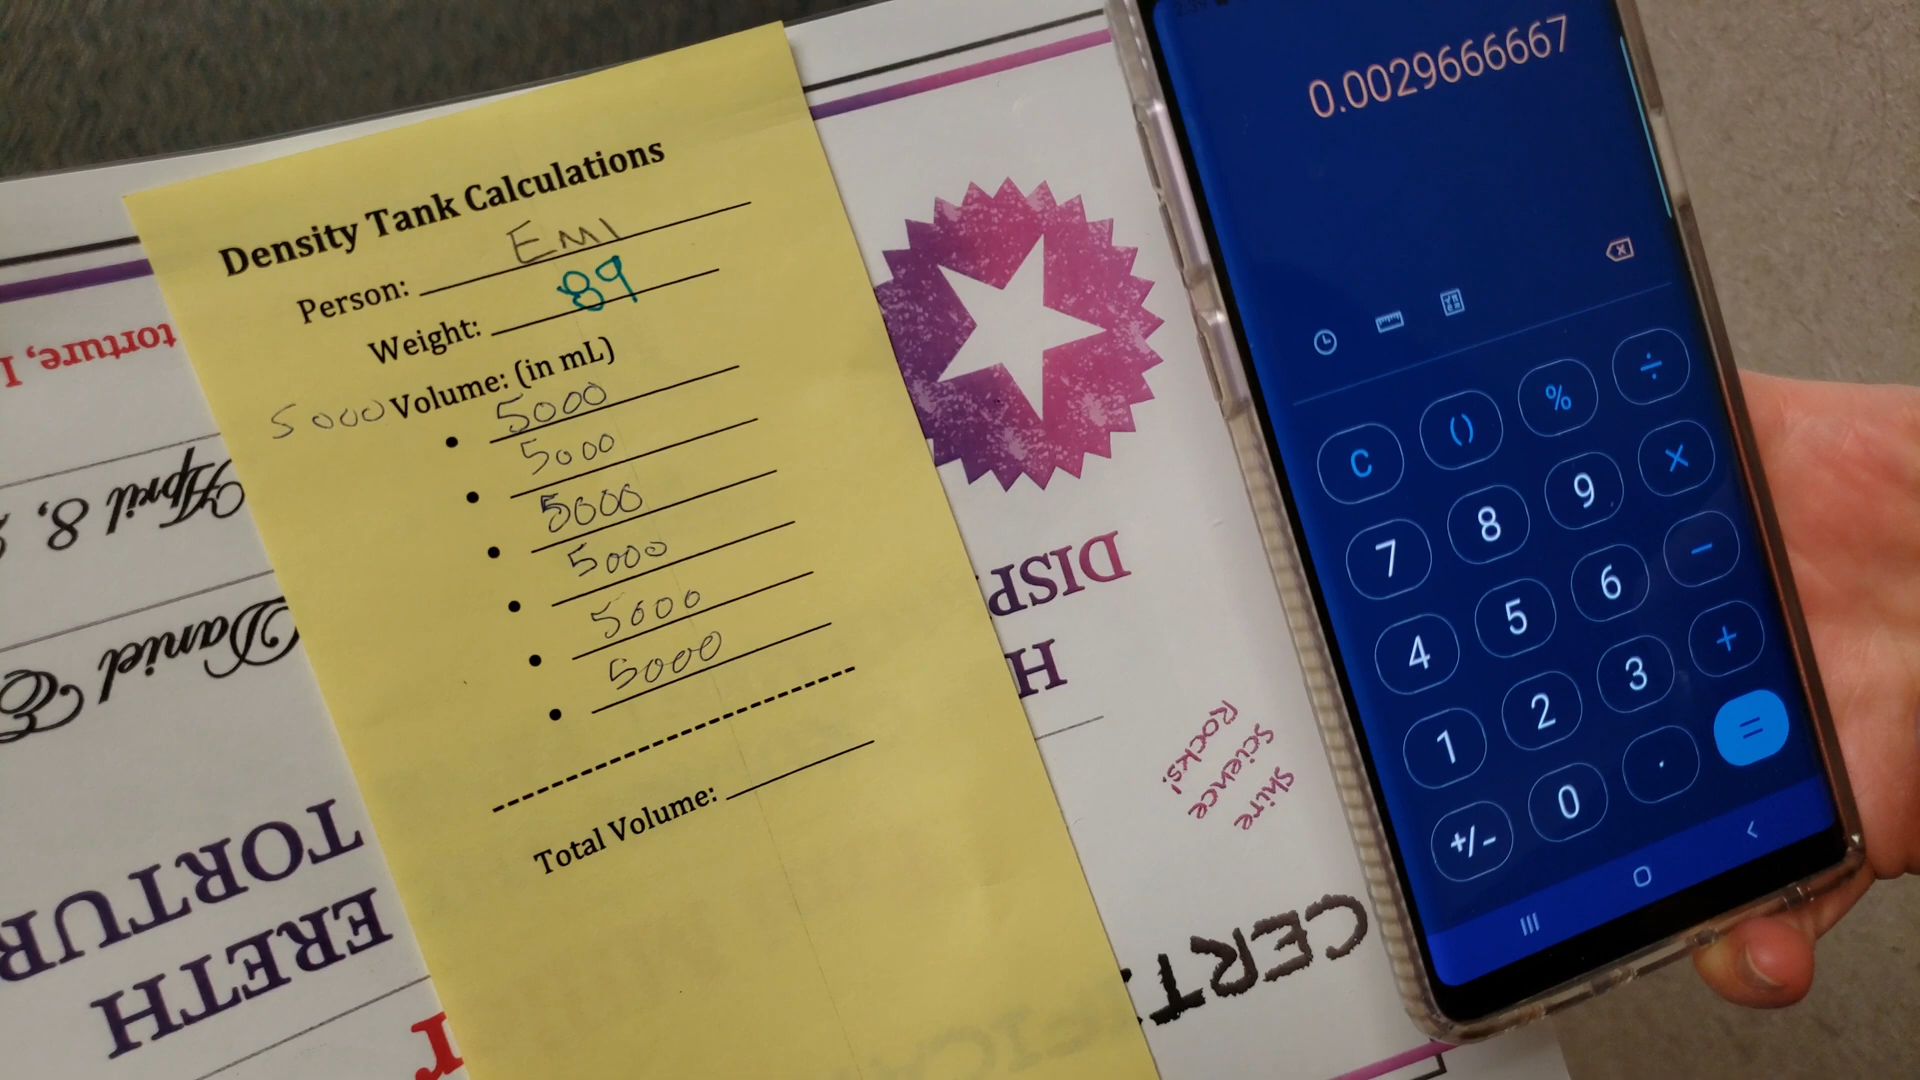 Density Tank Calculations
Person: EMI
Weight: 89
Volume: (in mL)
5000
• 5000
• 5000
• 5000
• 5000
• 5000
• 5000
Total Volume:
torture, I
April 8,
Daniel
TORTUR
ERETH
DISP
H
Shire
Science
Rocks!
CERT
0.0029666667
C () % ÷
7 8 9 ×
4 5 6 −
1 2 3 +
+/− 0 . =